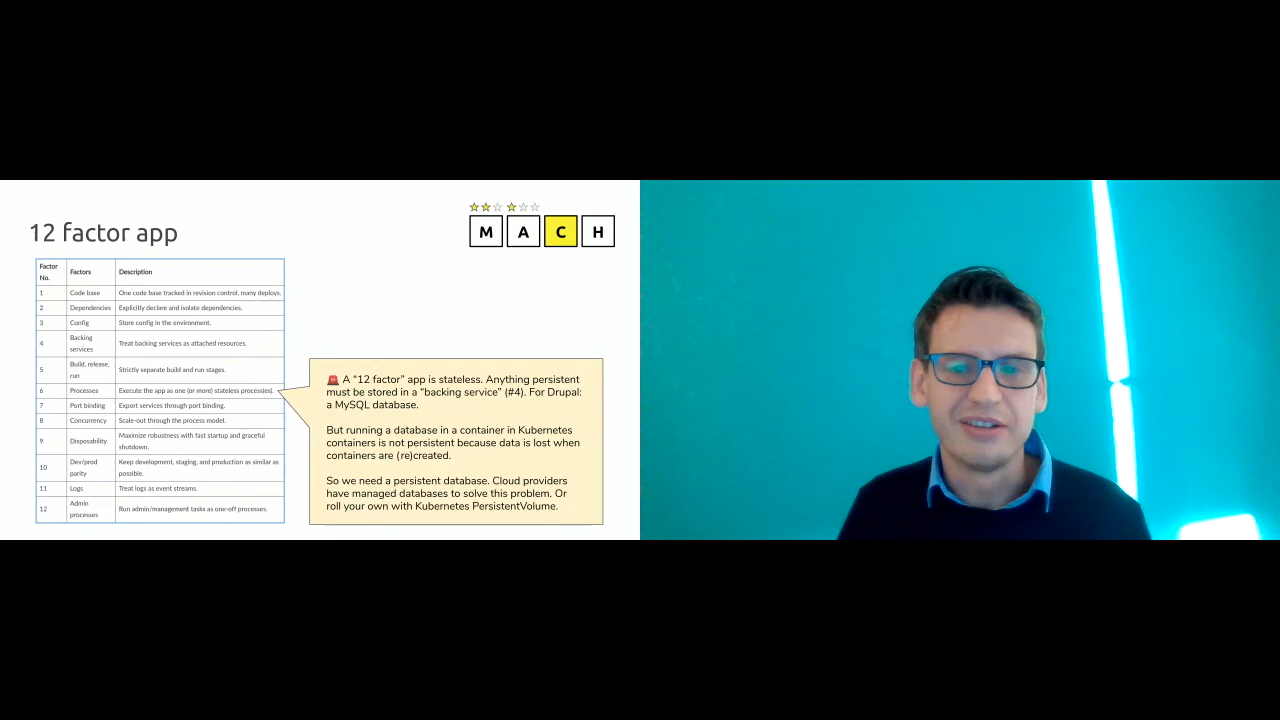 12 factor app
M A C H
Factor No. Factors Description
1 Code base One code base tracked in revision control, many deploys.
2 Dependencies Explicitly declare and isolate dependencies.
3 Config Store config in the environment.
4 Backing services Treat backing services as attached resources.
5 Build, release, run Strictly separate build and run stages.
6 Processes Execute the app as one (or more) stateless process(es).
7 Port binding Export services through port binding.
8 Concurrency Scale-out through the process model.
9 Disposability Maximize robustness with fast startup and graceful shutdown.
10 Dev/prod parity Keep development, staging, and production as similar as possible.
11 Logs Treat logs as event streams.
12 Admin processes Run admin/management tasks as one-off processes.
🚨 A “12 factor” app is stateless. Anything persistent
must be stored in a “backing service” (#4). For Drupal:
a MySQL database.
But running a database in a container in Kubernetes
containers is not persistent because data is lost when
containers are (re)created.
So we need a persistent database. Cloud providers
have managed databases to solve this problem. Or
roll your own with Kubernetes PersistentVolume.